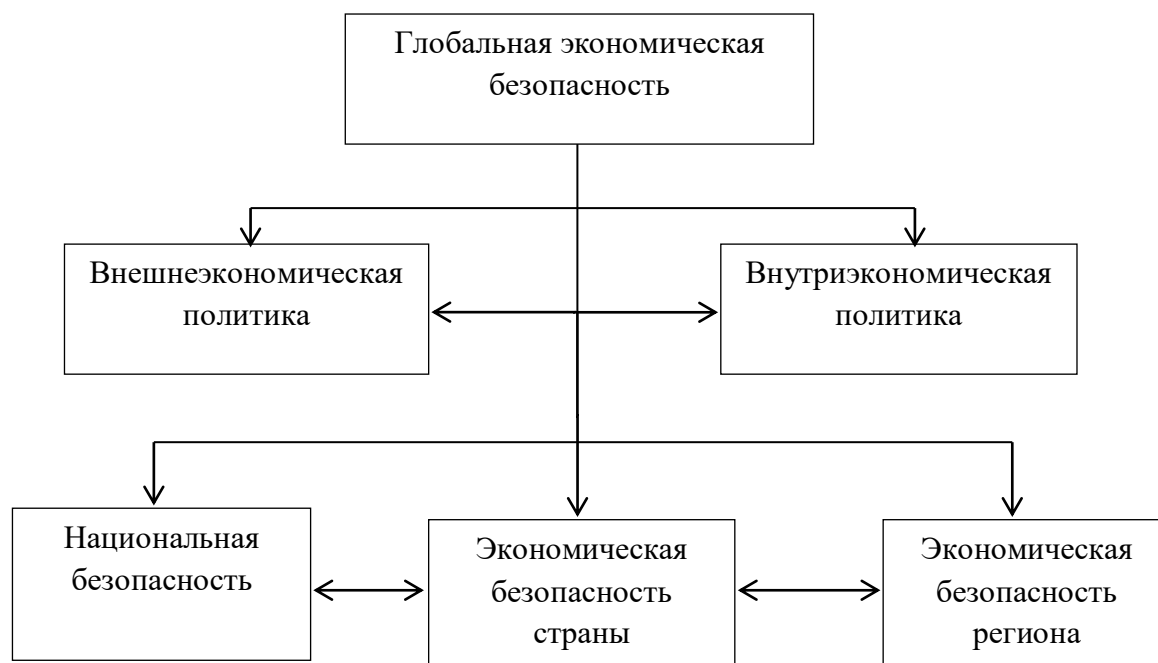 Глобальная экономическая
безопасность
Внешнеэкономическая
политика
Внутриэкономическая
политика
Национальная
безопасность
Экономическая
безопасность
страны
Экономическая
безопасность
региона